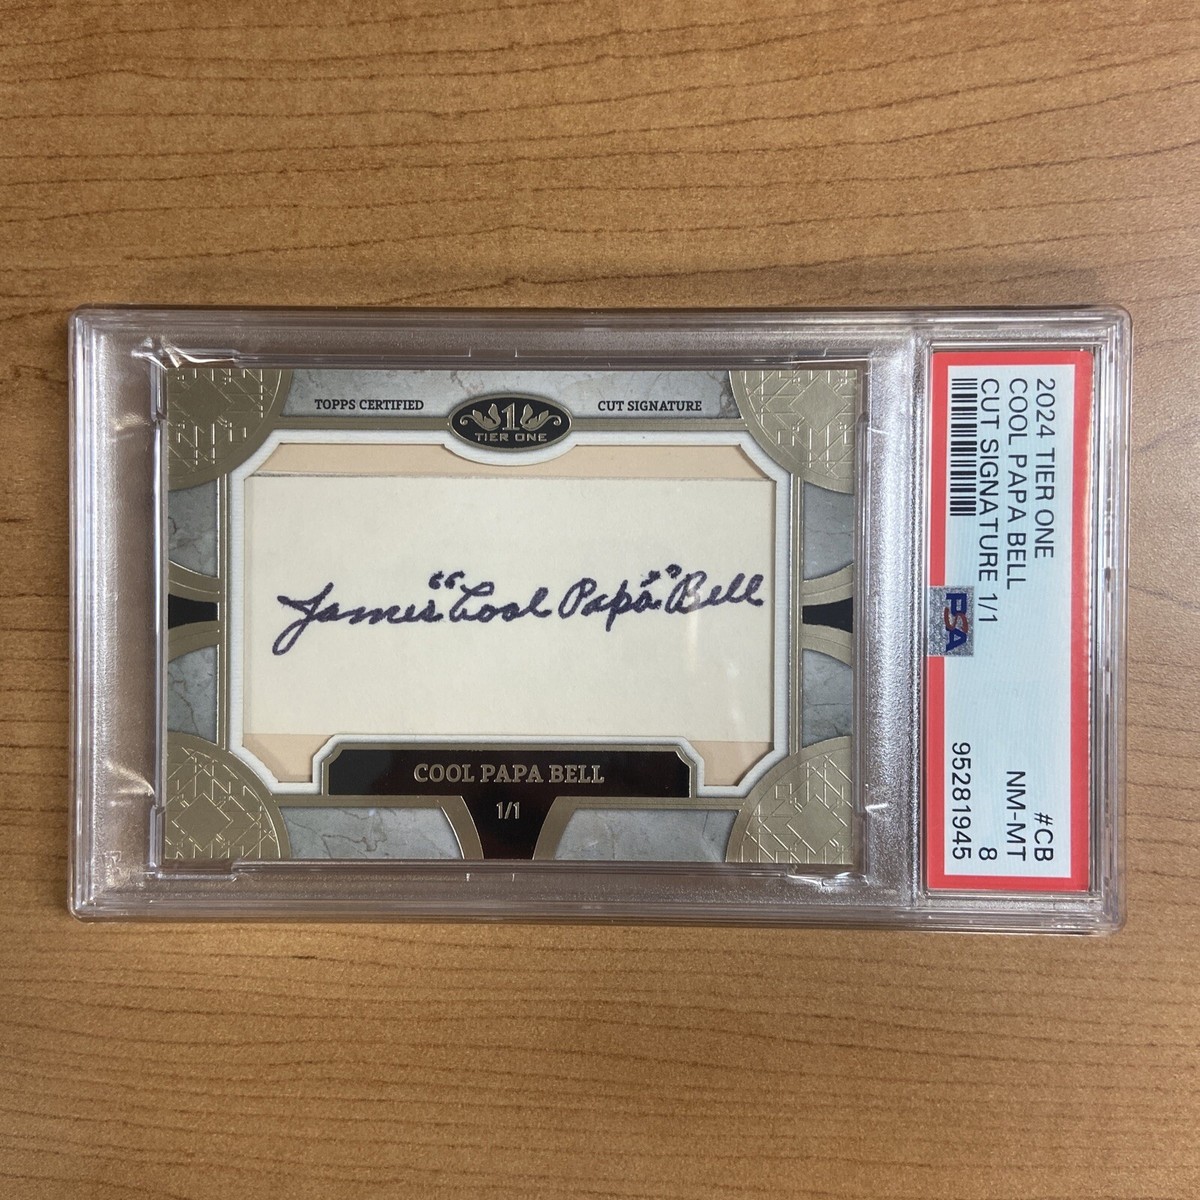 TOPPS CERTIFIED
1
TIER ONE
CUT SIGNATURE
James "Cool Papa" Bell
COOL PAPA BELL
1/1
2024 TIER ONE
#CB
COOL PAPA BELL
NM-MT
CUT SIGNATURE 1/1
8
PSA
95281945